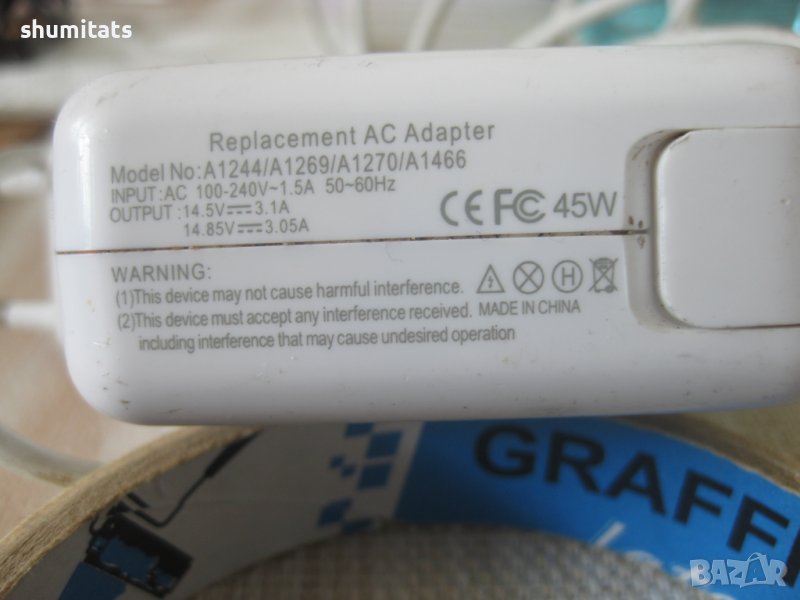 shumitats
Replacement AC Adapter
Model No:A1244/A1269/A1270/A1466
INPUT:AC 100-240V~1.5A 50~60Hz
OUTPUT :14.5V⎓3.1A
14.85V⎓3.05A
CE FC 45W
WARNING:
(1)This device may not cause harmful interference.
H
(2)This device must accept any interference received. MADE IN CHINA
including interference that may cause undesired operation
GRAFF
BAZAR